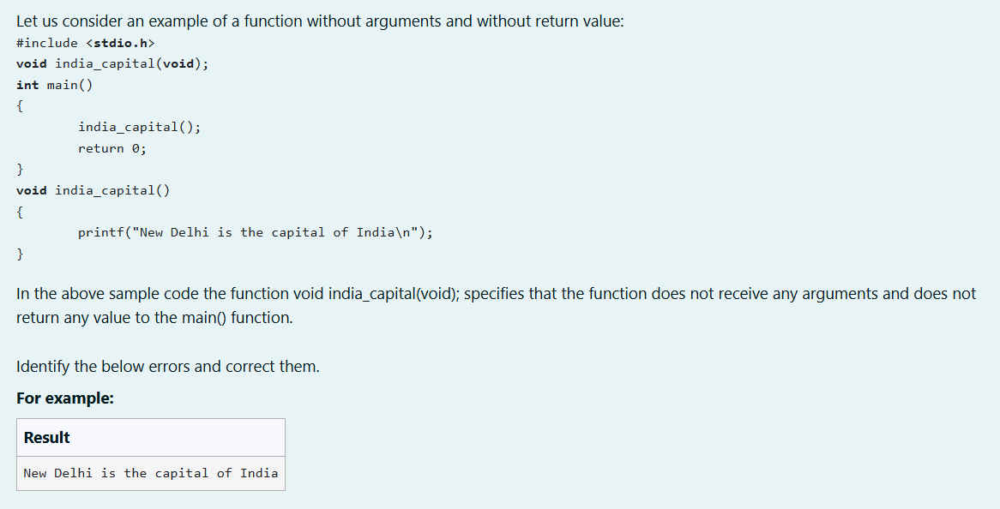 Let us consider an example of a function without arguments and without return value:
#include <stdio.h>
void india_capital(void);
int main()
{
        india_capital();
        return 0;
}
void india_capital()
{
        printf("New Delhi is the capital of India\n");
}
In the above sample code the function void india_capital(void); specifies that the function does not receive any arguments and does not
return any value to the main() function.
Identify the below errors and correct them.
For example:
Result
New Delhi is the capital of India